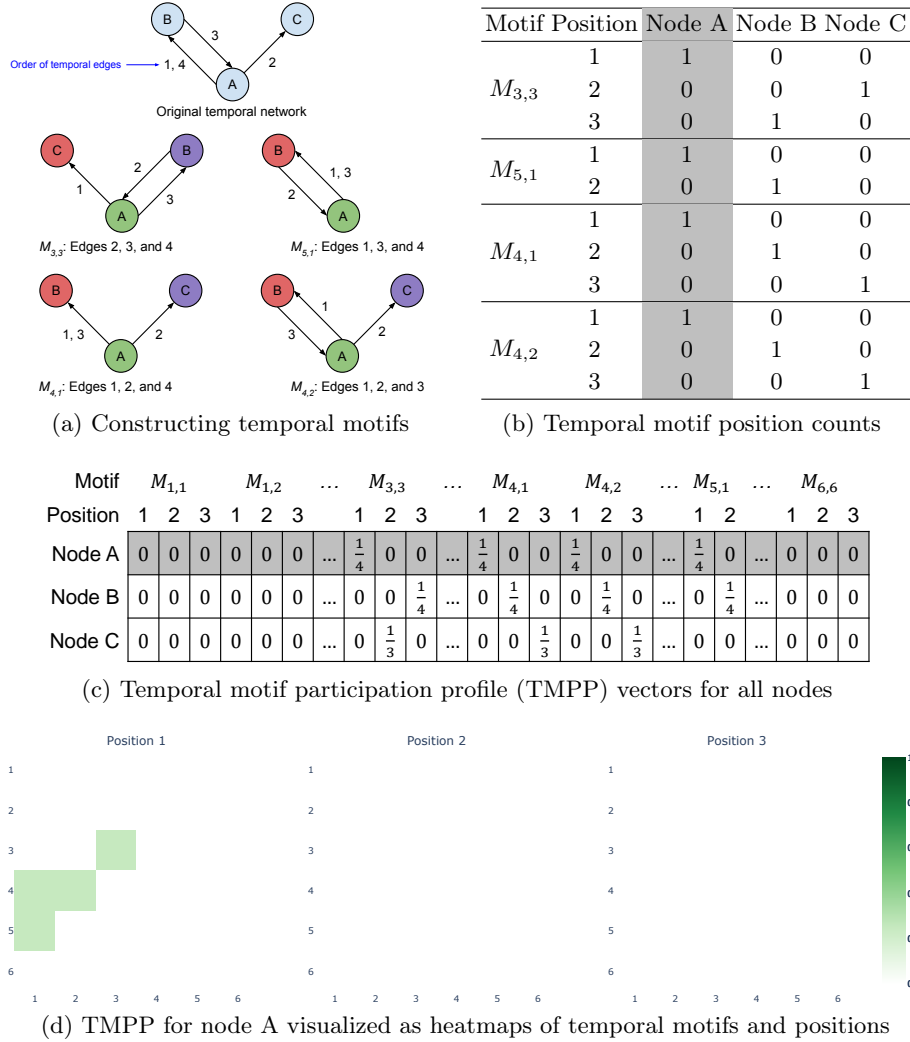 B
C
3
Order of temporal edges
1, 4
2
A
Original temporal network
C
B
2
1
3
A
M3,3: Edges 2, 3, and 4
B
1, 3
2
A
M5,1: Edges 1, 3, and 4
B
C
1, 3
2
A
M4,1: Edges 1, 2, and 4
B
C
1
3
2
A
M4,2: Edges 1, 2, and 3
(a) Constructing temporal motifs
Motif Position Node A Node B Node C
1 1 0 0
M3,3 2 0 0 1
3 0 1 0
1 1 0 0
M5,1
2 0 1 0
1 1 0 0
M4,1 2 0 1 0
3 0 0 1
1 1 0 0
M4,2 2 0 1 0
3 0 0 1
(b) Temporal motif position counts
Motif M1,1 M1,2 ... M3,3 ... M4,1 M4,2 ... M5,1 ... M6,6
Position 1 2 3 1 2 3 1 2 3 1 2 3 1 2 3 1 2 1 2 3
Node A 0 0 0 0 0 0 ... 1/4 0 0 ... 1/4 0 0 1/4 0 0 ... 1/4 0 ... 0 0 0
Node B 0 0 0 0 0 0 ... 0 0 1/4 ... 0 1/4 0 0 1/4 0 ... 0 1/4 ... 0 0 0
Node C 0 0 0 0 0 0 ... 0 1/3 0 ... 0 0 1/3 0 0 1/3 ... 0 0 ... 0 0 0
(c) Temporal motif participation profile (TMPP) vectors for all nodes
Position 1 Position 2 Position 3
1 1 1
2 2 2
3 3 3
4 4 4
5 5 5
6 6 6
1 2 3 4 5 6 1 2 3 4 5 6 1 2 3 4 5 6
(d) TMPP for node A visualized as heatmaps of temporal motifs and positions